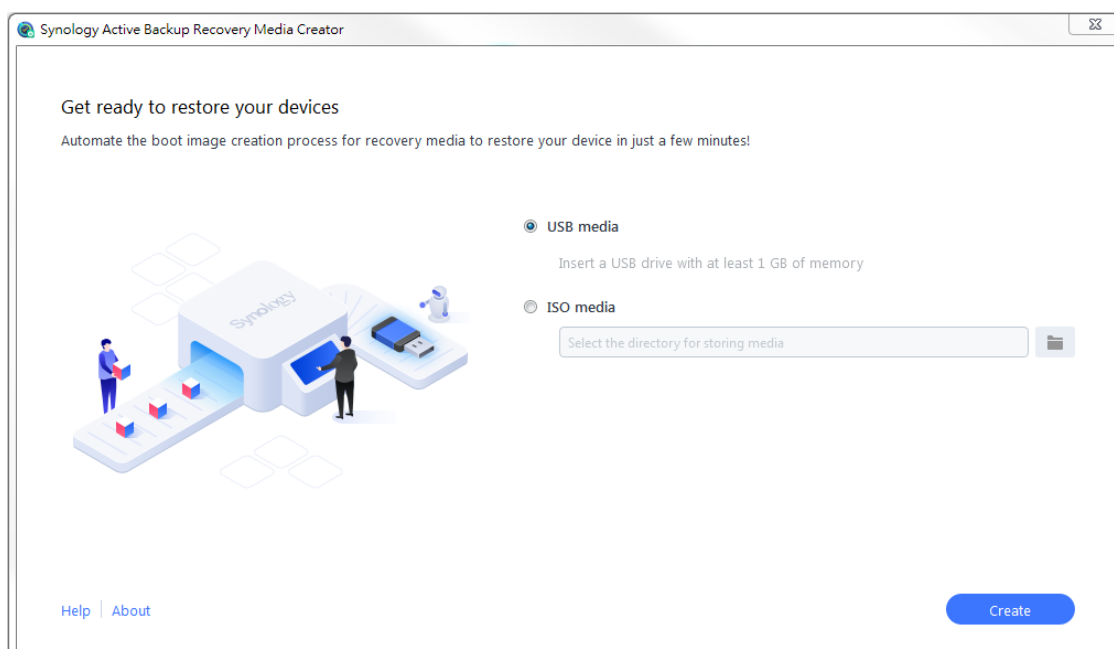 Synology Active Backup Recovery Media Creator
Get ready to restore your devices
Automate the boot image creation process for recovery media to restore your device in just a few minutes!
USB media
Insert a USB drive with at least 1 GB of memory
ISO media
Synology
Select the directory for storing media
Help About
Create